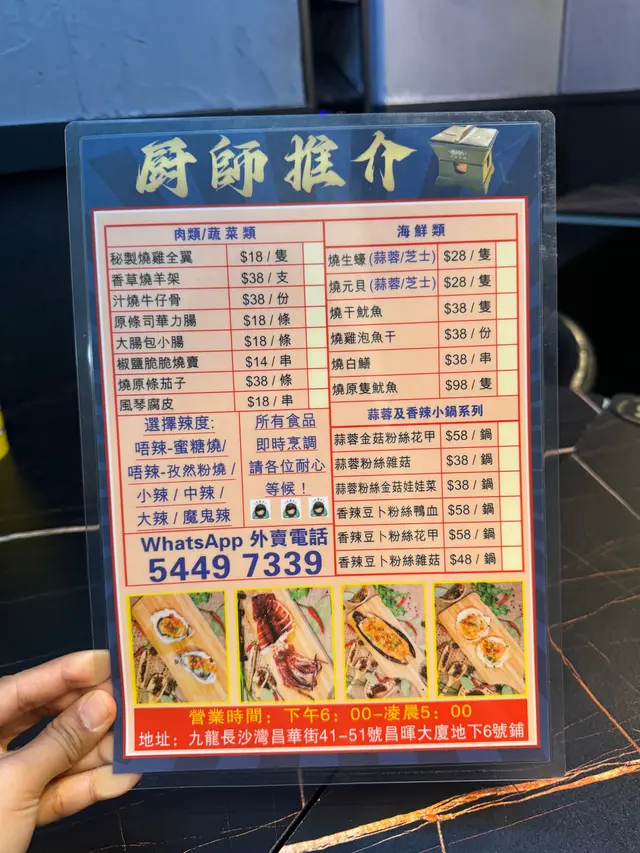 厨師推介
肉類/蔬菜類
秘製燒雞全翼 $18 / 隻
香草燒羊架 $38 / 支
汁燒牛仔骨 $38 / 份
原條司華力腸 $18 / 條
大腸包小腸 $18 / 條
椒鹽脆脆燒賣 $14 / 串
燒原條茄子 $38 / 條
風琴腐皮 $18 / 串
選擇辣度:
唔辣-蜜糖燒/
唔辣-孜然粉燒 /
小辣 / 中辣 /
大辣 / 魔鬼辣
所有食品
即時烹調
請各位耐心
等候！
WhatsApp 外賣電話
5449 7339
海鮮類
燒生蠔 (蒜蓉/芝士) $28 / 隻
燒元貝 (蒜蓉/芝士) $28 / 隻
燒干魷魚 $38 / 隻
燒雞泡魚干 $38 / 份
燒白鱔 $38 / 串
燒原隻魷魚 $98 / 隻
蒜蓉及香辣小鍋系列
蒜蓉金菇粉絲花甲 $58 / 鍋
蒜蓉粉絲雜菇 $38 / 鍋
蒜蓉粉絲金菇娃娃菜 $38 / 鍋
香辣豆卜粉絲鴨血 $58 / 鍋
香辣豆卜粉絲花甲 $58 / 鍋
香辣豆卜粉絲雜菇 $48 / 鍋
營業時間：下午6：00-凌晨5：00
地址：九龍長沙灣昌華街41-51號昌暉大廈地下6號鋪